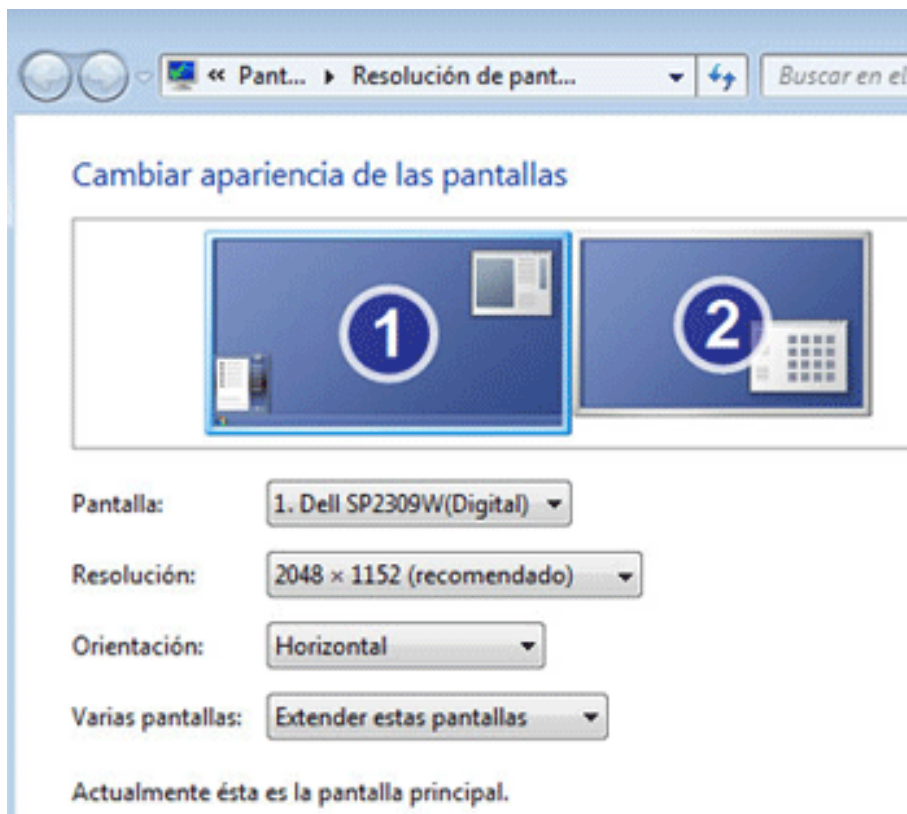 « Pant... ▸ Resolución de pant... Buscar en el
Cambiar apariencia de las pantallas
1 2
Pantalla: 1. Dell SP2309W(Digital)
Resolución: 2048 × 1152 (recomendado)
Orientación: Horizontal
Varias pantallas: Extender estas pantallas
Actualmente ésta es la pantalla principal.